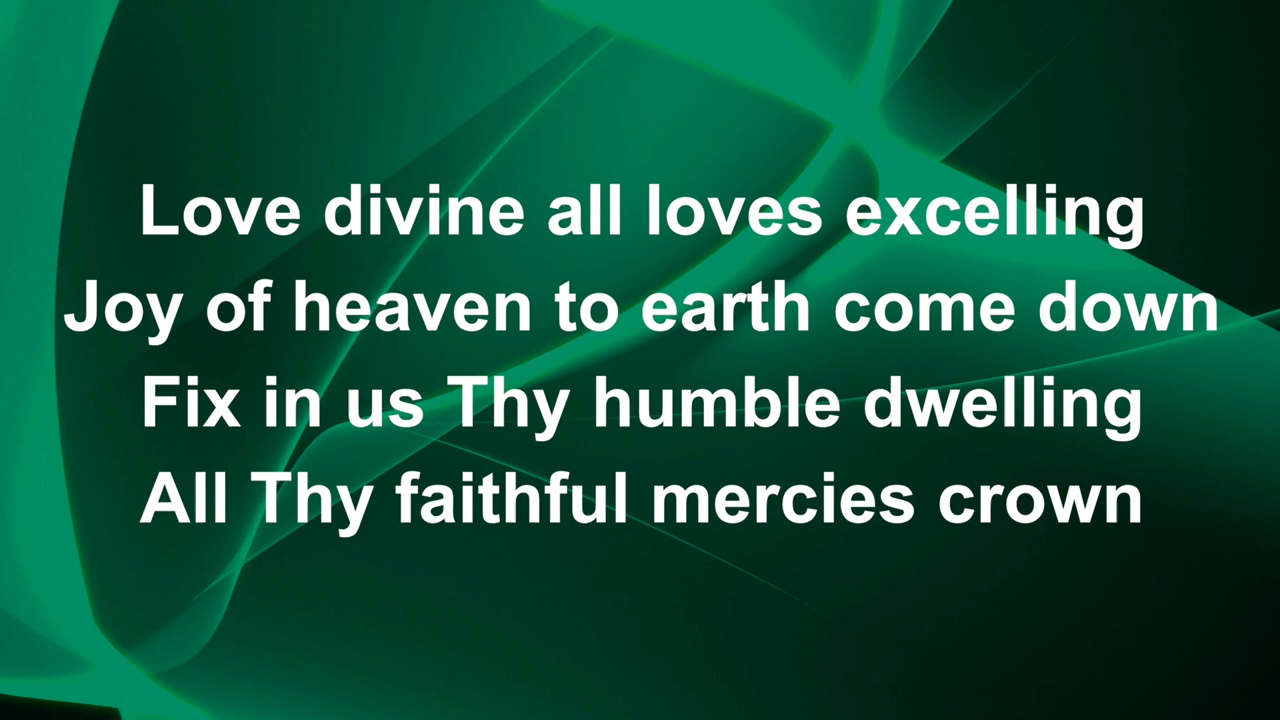 Love divine all loves excelling
Joy of heaven to earth come down
Fix in us Thy humble dwelling
All Thy faithful mercies crown